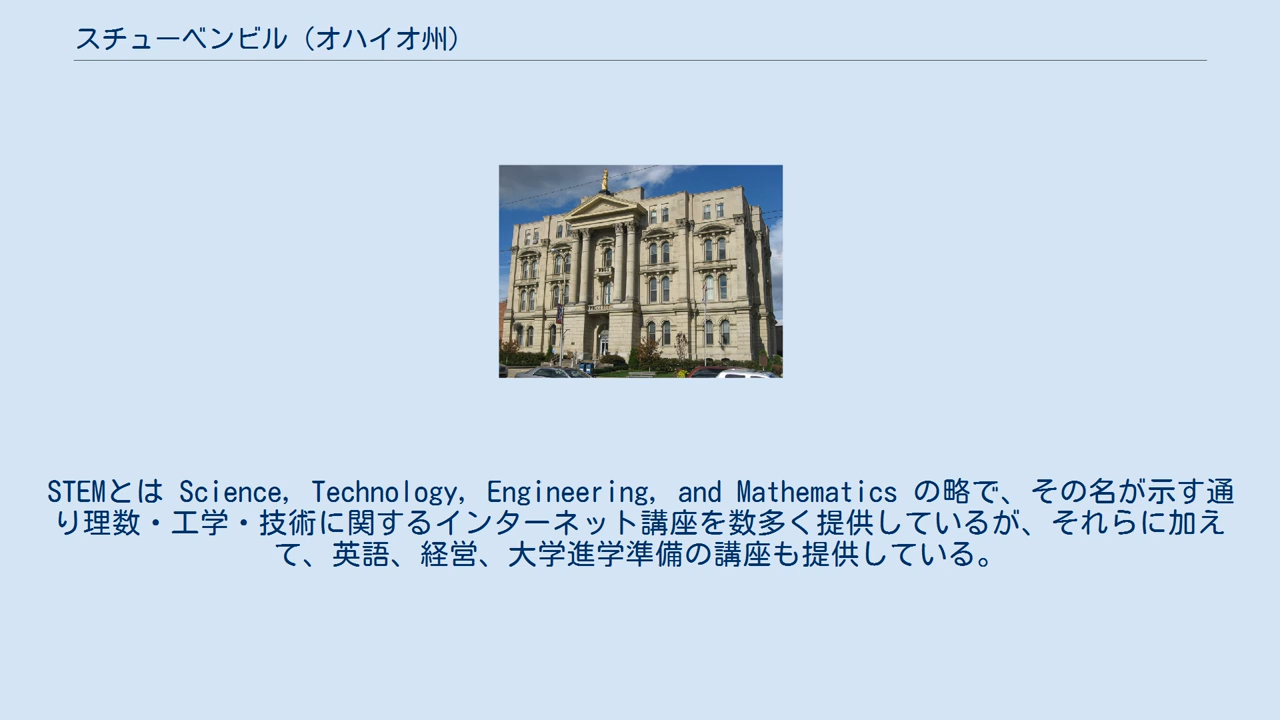 スチューベンビル（オハイオ州）
STEMとは Science, Technology, Engineering, and Mathematics の略で、その名が示す通
り理数・工学・技術に関するインターネット講座を数多く提供しているが、それらに加え
て、英語、経営、大学進学準備の講座も提供している。